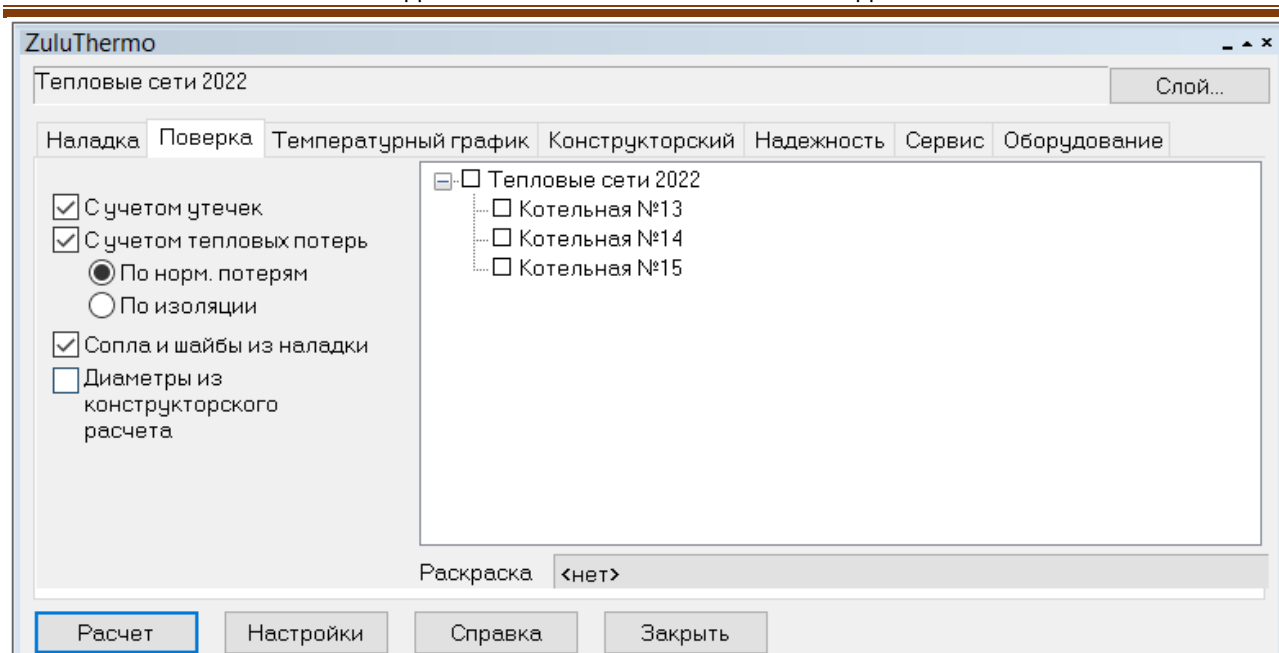 ZuluThermo
Тепловые сети 2022
Слой...
Наладка Поверка Температурный график Конструкторский Надежность Сервис Оборудование
С учетом утечек
С учетом тепловых потерь
По норм. потерям
По изоляции
Сопла и шайбы из наладки
Диаметры из
конструкторского
расчета
Тепловые сети 2022
Котельная №13
Котельная №14
Котельная №15
Раскраска <нет>
Расчет Настройки Справка Закрыть